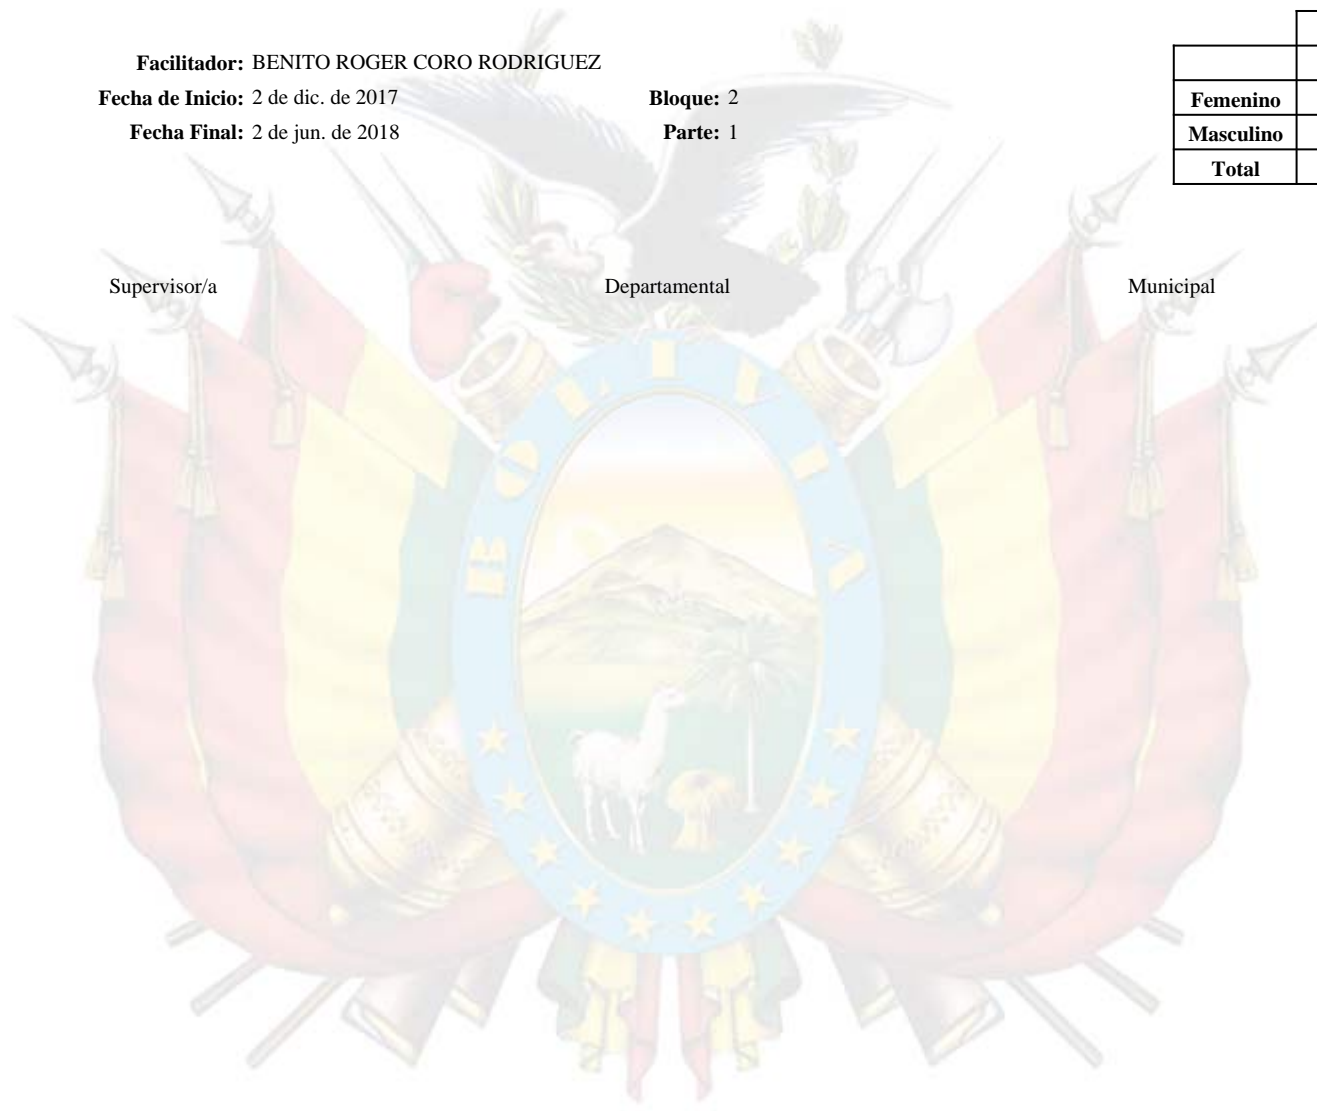 Facilitador: BENITO ROGER CORO RODRIGUEZ
Fecha de Inicio: 2 de dic. de 2017 Bloque: 2
Fecha Final: 2 de jun. de 2018 Parte: 1
Femenino
Masculino
Total
Supervisor/a Departamental Municipal
BOLIVIA